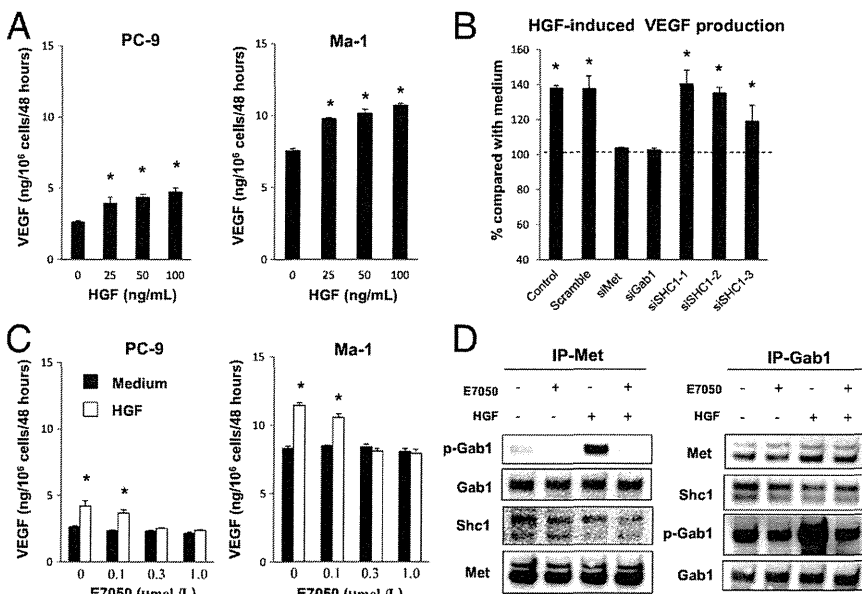 A
PC-9
Ma-1
VEGF (ng/10⁶ cells/48 hours)
15
10
5
0
* * *
0 25 50 100
HGF (ng/mL)
VEGF (ng/10⁶ cells/48 hours)
15
10
5
0
* * *
0 25 50 100
HGF (ng/mL)
B
HGF-induced VEGF production
% compared with medium
160
140
120
100
80
60
40
* * * * *
Control
Scramble
siMet
siGab1
siSHC1-1
siSHC1-2
siSHC1-3
C
PC-9
Ma-1
Medium
HGF
VEGF (ng/10⁶ cells/48 hours)
15
10
5
0
* *
0 0.1 0.3 1.0
E7050 (μmol/L)
VEGF (ng/10⁶ cells/48 hours)
15
10
5
0
* *
0 0.1 0.3 1.0
E7050 (μmol/L)
D
IP-Met
E7050 - + - +
HGF - - + +
p-Gab1
Gab1
Shc1
Met
IP-Gab1
E7050 - + - +
HGF - - + +
Met
Shc1
p-Gab1
Gab1